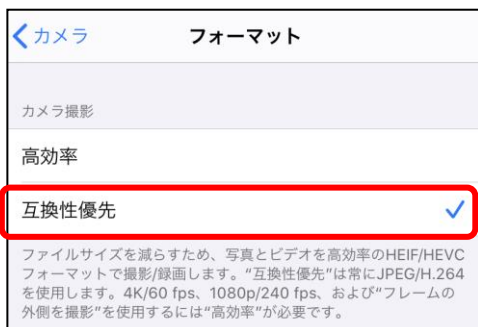 カメラ フォーマット
カメラ撮影
高効率
互換性優先
ファイルサイズを減らすため、写真とビデオを高効率のHEIF/HEVC
フォーマットで撮影/録画します。“互換性優先”は常にJPEG/H.264
を使用します。4K/60 fps、1080p/240 fps、および“フレームの
外側を撮影”を使用するには“高効率”が必要です。